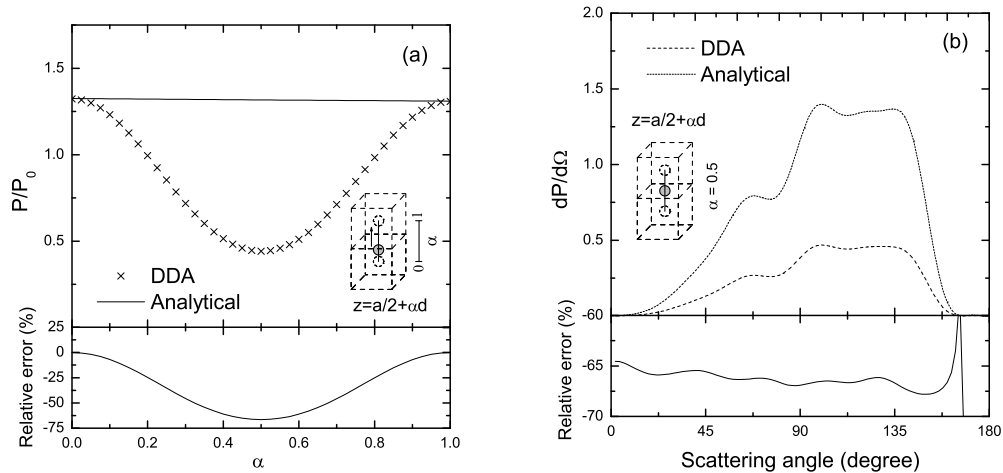 (a)
1.5
1.0
0.5
P/P0
DDA
Analytical
0 α 1
z=a/2+αd
25
0
-25
-50
-75
Relative error (%)
0.0 0.2 0.4 0.6 0.8 1.0
α
(b)
2.0
1.5
1.0
0.5
dP/dΩ
DDA
Analytical
z=a/2+αd
α = 0.5
-60
-65
-70
Relative error (%)
0 45 90 135 180
Scattering angle (degree)